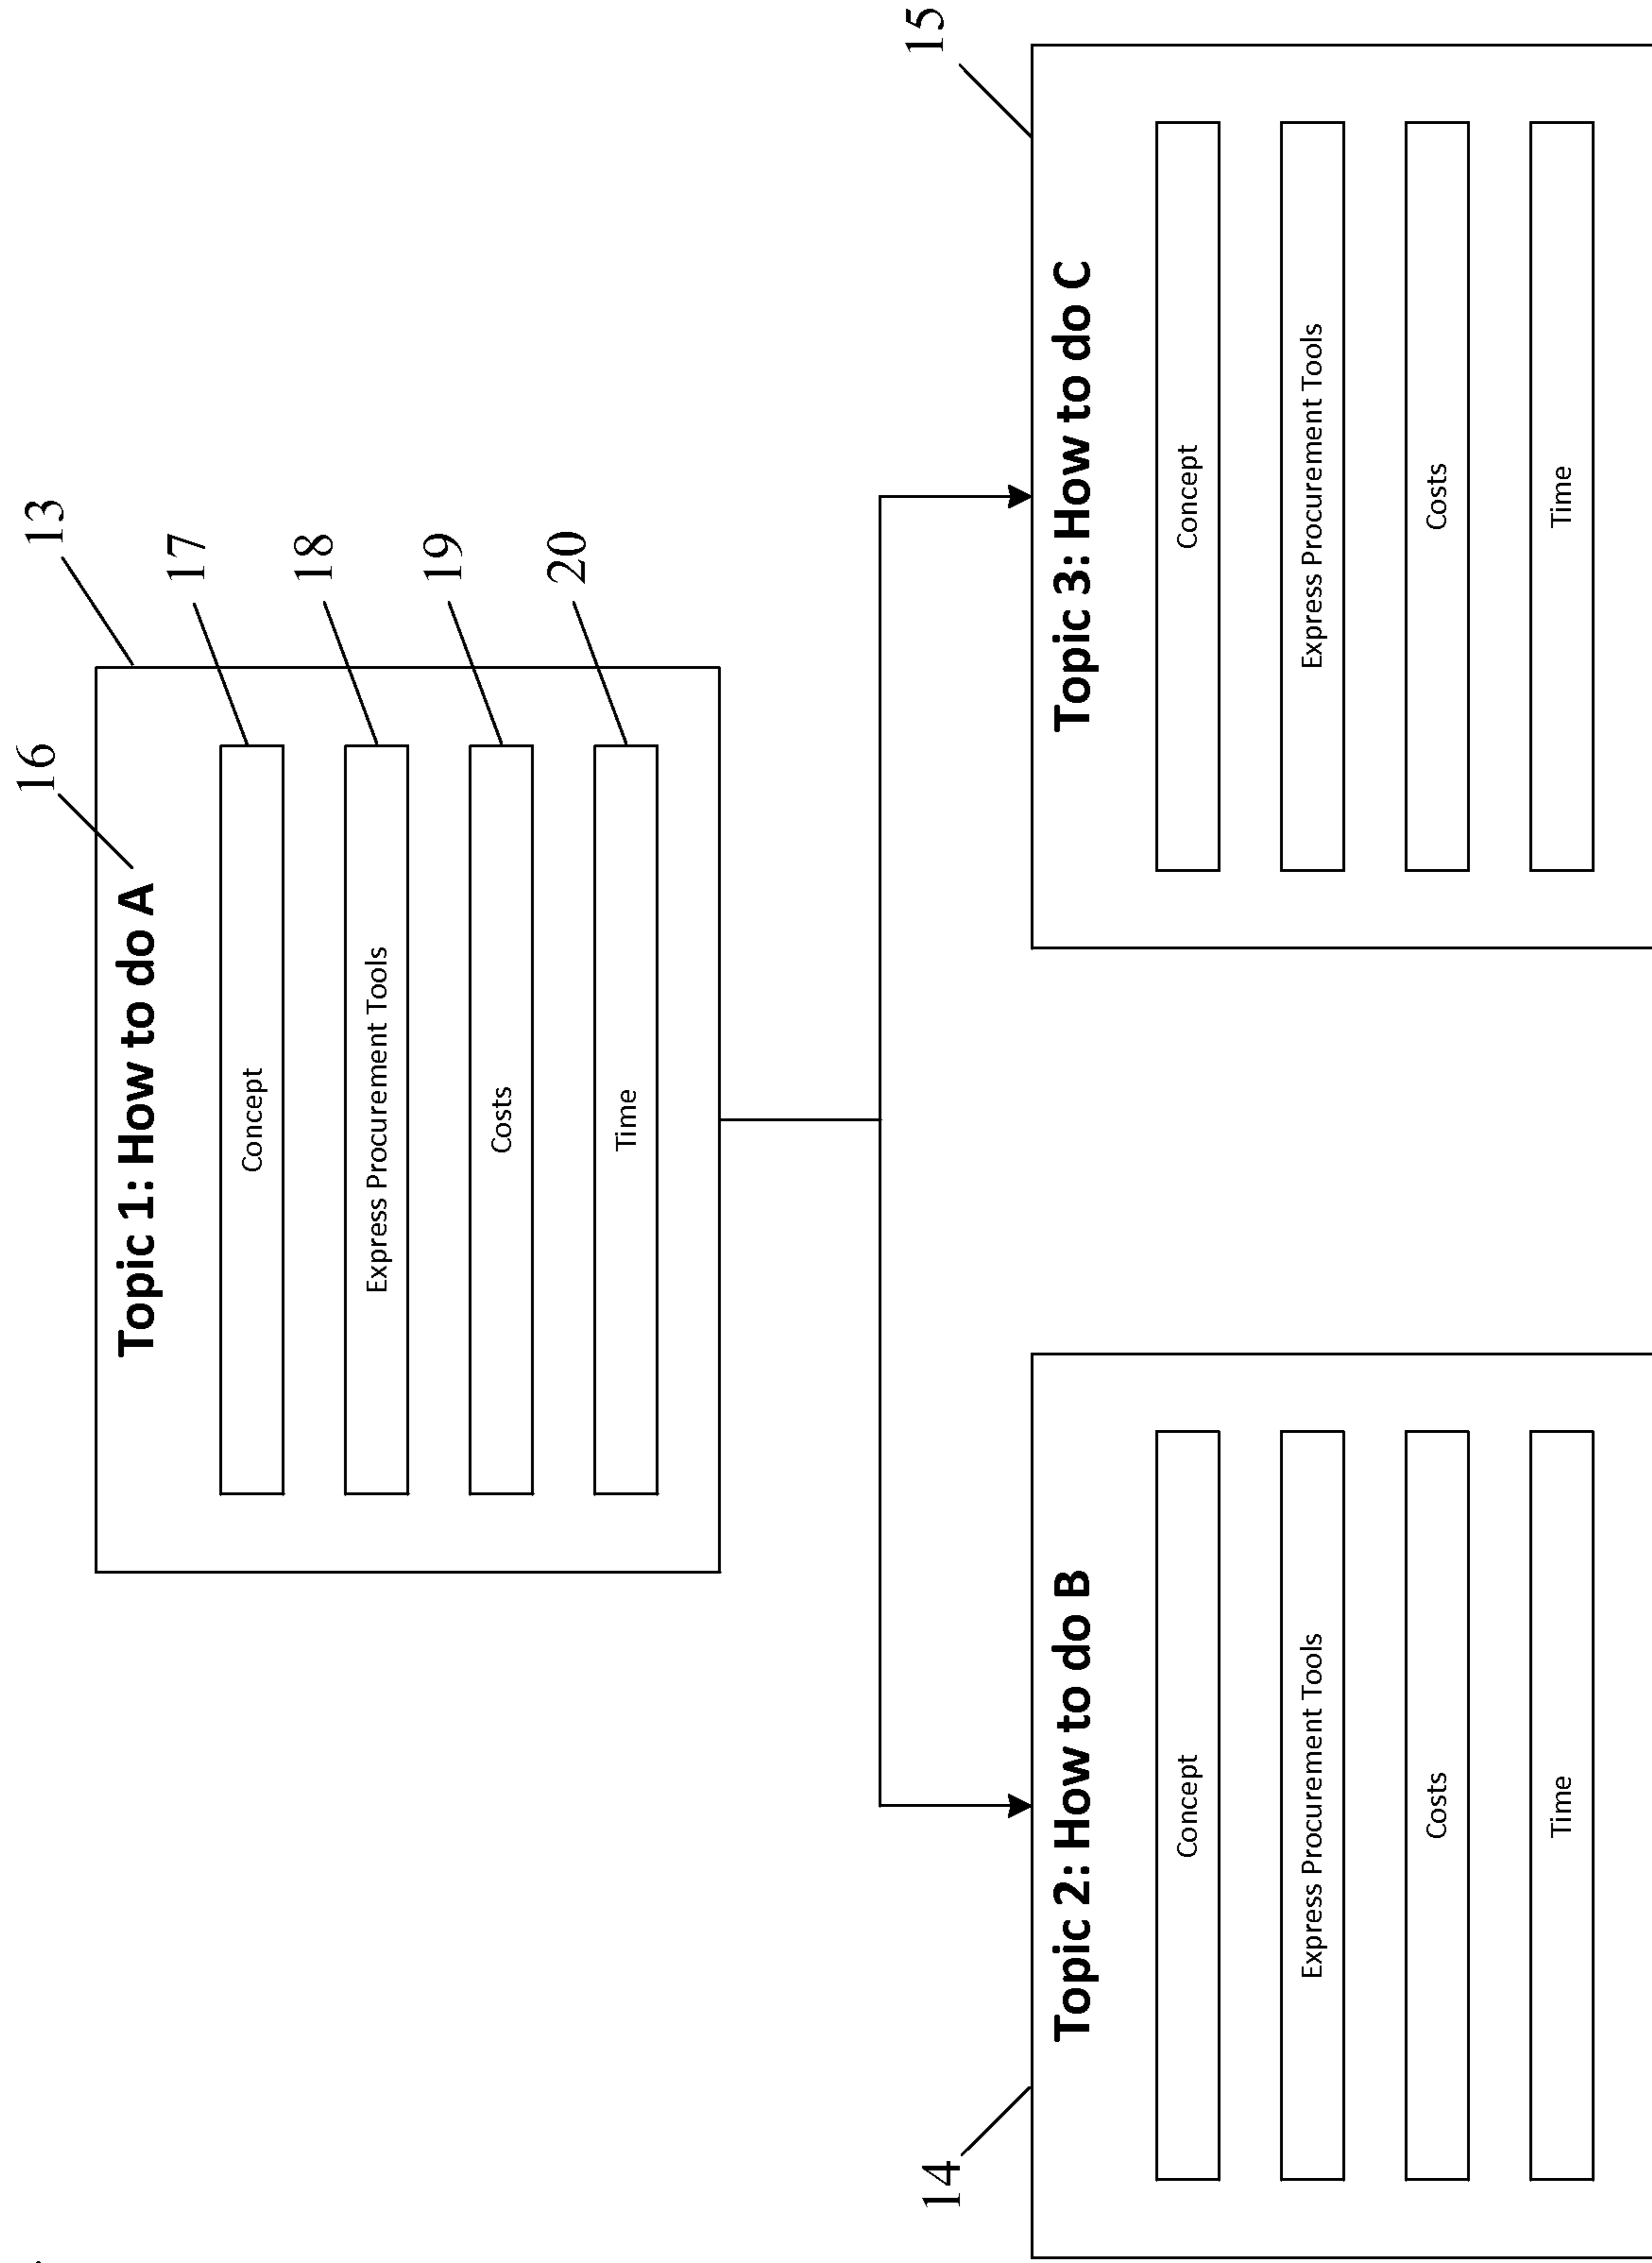 16
13
Topic 1: How to do A
Concept
17
Express Procurement Tools
18
Costs
19
Time
20
14
15
Topic 2: How to do B
Concept
Express Procurement Tools
Costs
Time
Topic 3: How to do C
Concept
Express Procurement Tools
Costs
Time